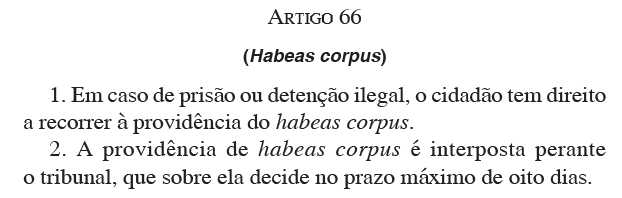 ARTIGO 66
(Habeas corpus)
1. Em caso de prisão ou detenção ilegal, o cidadão tem direito
a recorrer à providência do habeas corpus.
2. A providência de habeas corpus é interposta perante
o tribunal, que sobre ela decide no prazo máximo de oito dias.